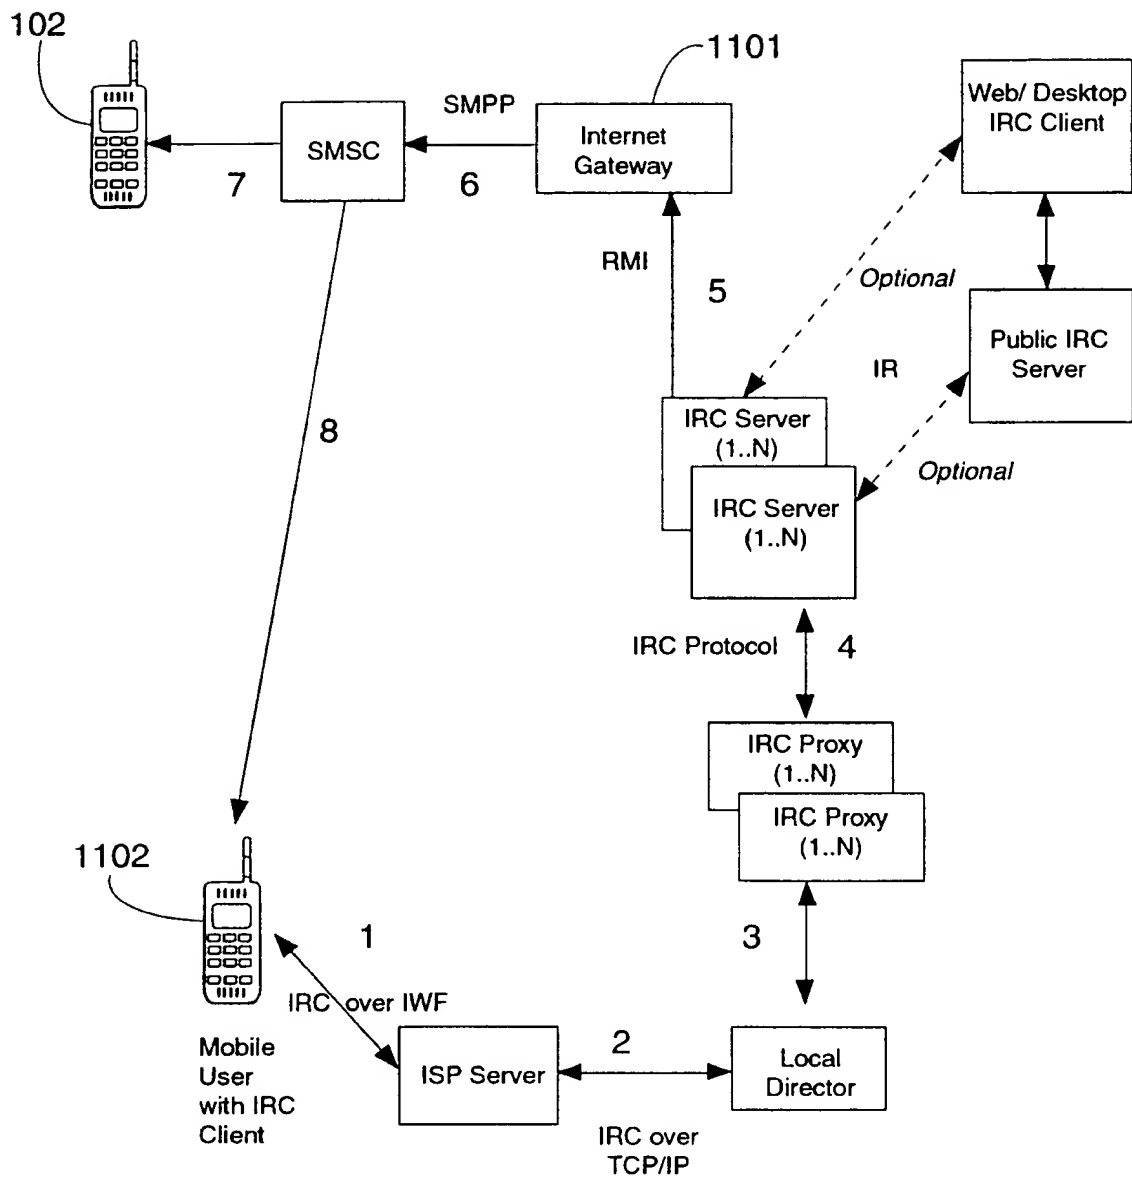 102
1101
SMPP
Internet
Gateway
Web/ Desktop
IRC Client
SMSC
7
6
RMI
5
Optional
Public IRC
Server
IR
IRC Server
(1..N)
Optional
8
IRC Server
(1..N)
IRC Protocol
4
IRC Proxy
(1..N)
IRC Proxy
(1..N)
1102
1
3
IRC over IWF
2
Mobile
User
with IRC
Client
ISP Server
Local
Director
IRC over
TCP/IP